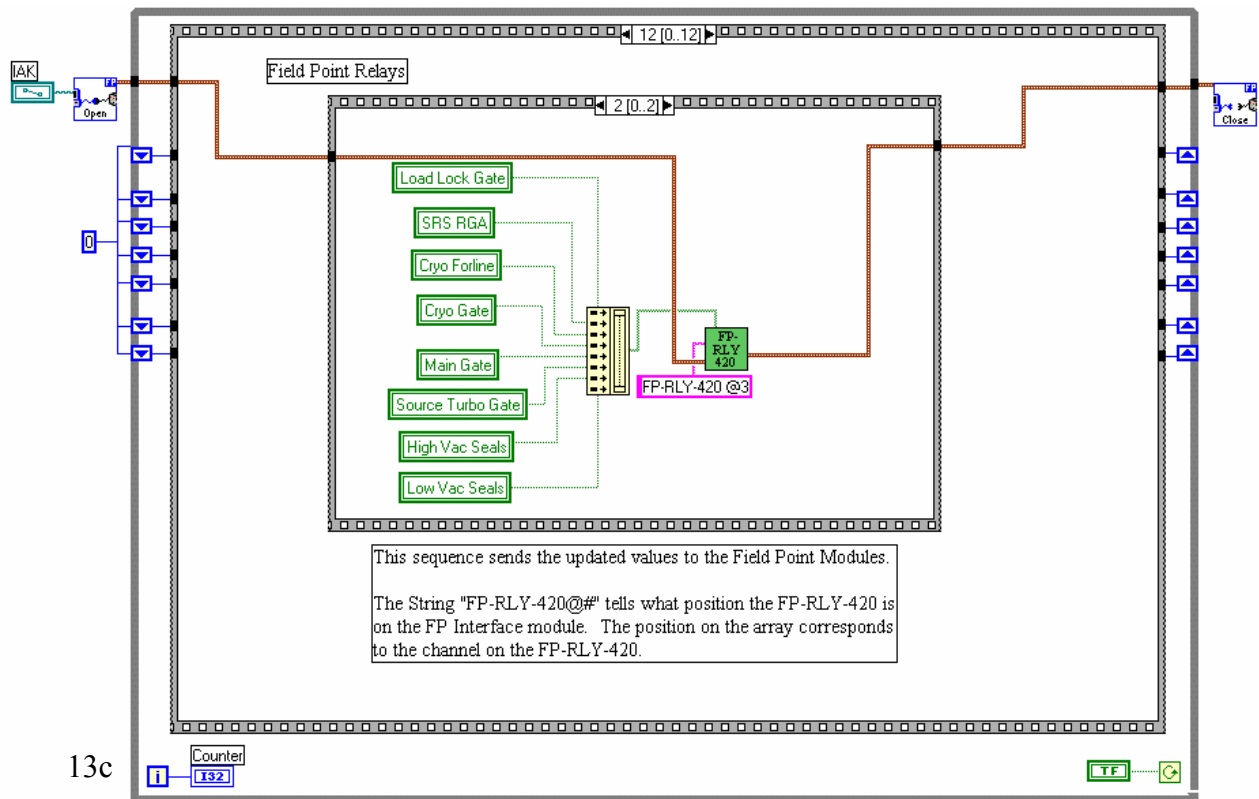 12 [0..12]
IAK
Field Point Relays
FP
Open
2 [0..2]
FP
Close
Load Lock Gate
SRS RGA
0
Cryo Forline
Cryo Gate
FP-
RLY
420
Main Gate
FP-RLY-420 @3
Source Turbo Gate
High Vac Seals
Low Vac Seals
This sequence sends the updated values to the Field Point Modules.
The String "FP-RLY-420@#" tells what position the FP-RLY-420 is
on the FP Interface module. The position on the array corresponds
to the channel on the FP-RLY-420.
13c
Counter
i
I32
TF